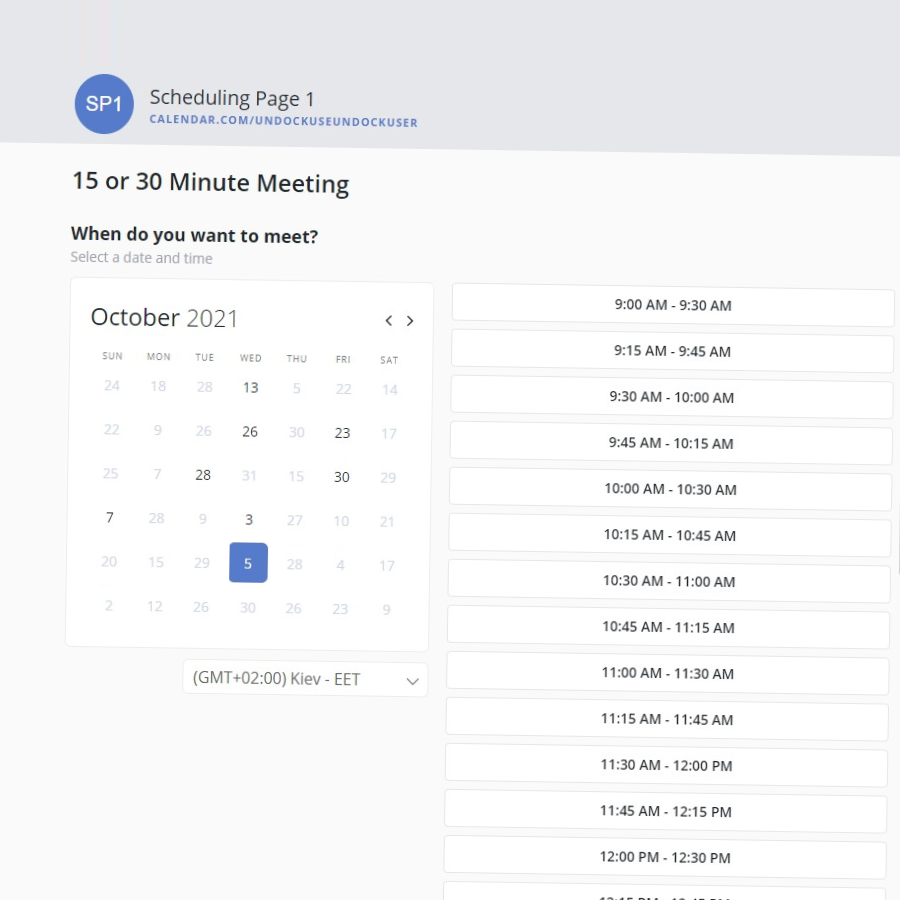 SP1
Scheduling Page 1
CALENDAR.COM/UNDOCKUSEUNDOCKUSER
15 or 30 Minute Meeting
When do you want to meet?
Select a date and time
October 2021
SUN MON TUE WED THU FRI SAT
24 18 28 13 5 22 14
22 9 26 26 30 23 17
25 7 28 31 15 30 29
7 28 9 3 27 10 21
20 15 29 5 28 4 17
2 12 26 30 26 23 9
(GMT+02:00) Kiev - EET
9:00 AM - 9:30 AM
9:15 AM - 9:45 AM
9:30 AM - 10:00 AM
9:45 AM - 10:15 AM
10:00 AM - 10:30 AM
10:15 AM - 10:45 AM
10:30 AM - 11:00 AM
10:45 AM - 11:15 AM
11:00 AM - 11:30 AM
11:15 AM - 11:45 AM
11:30 AM - 12:00 PM
11:45 AM - 12:15 PM
12:00 PM - 12:30 PM